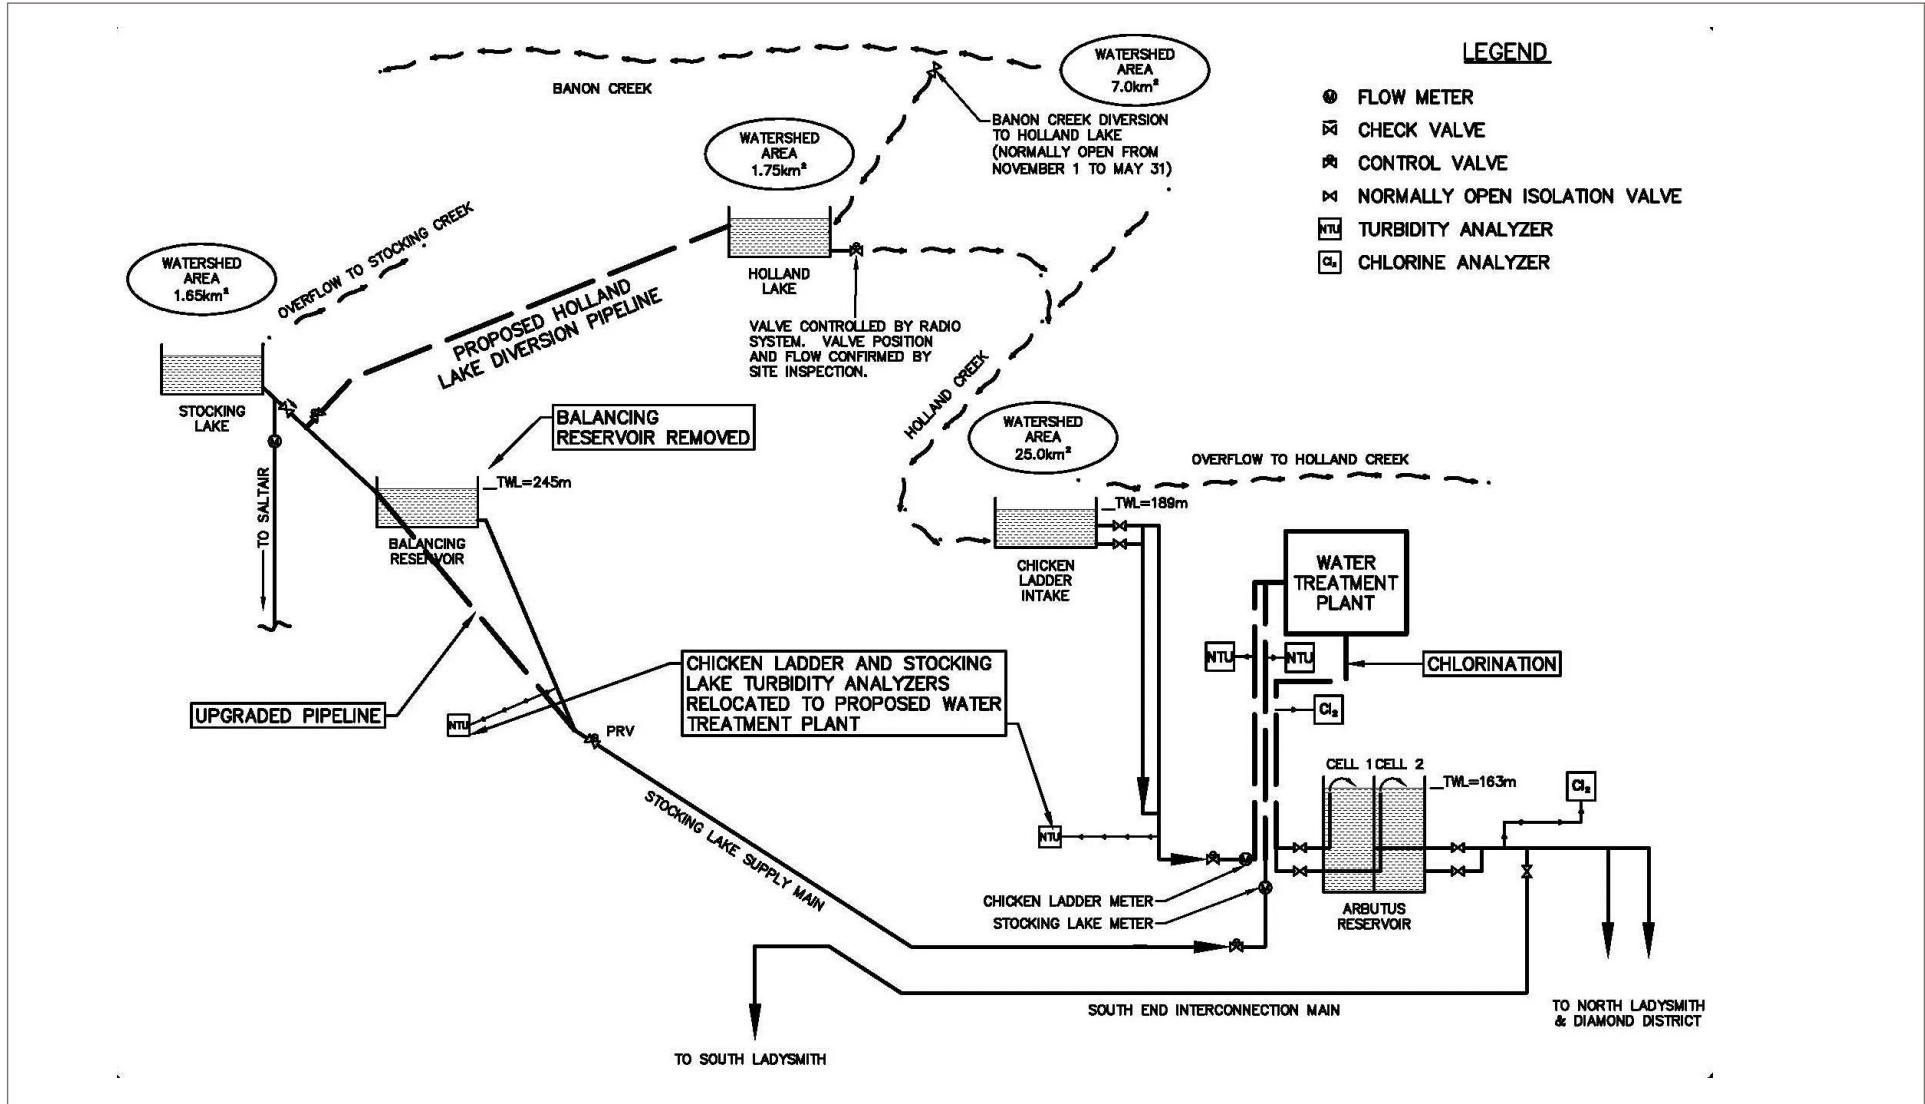 LEGEND
FLOW METER
CHECK VALVE
CONTROL VALVE
NORMALLY OPEN ISOLATION VALVE
NTU TURBIDITY ANALYZER
Cl₂ CHLORINE ANALYZER
BANON CREEK
WATERSHED
AREA
7.0km²
BANON CREEK DIVERSION
TO HOLLAND LAKE
(NORMALLY OPEN FROM
NOVEMBER 1 TO MAY 31)
WATERSHED
AREA
1.75km²
HOLLAND
LAKE
VALVE CONTROLLED BY RADIO
SYSTEM. VALVE POSITION
AND FLOW CONFIRMED BY
SITE INSPECTION.
WATERSHED
AREA
1.65km²
OVERFLOW TO STOCKING CREEK
PROPOSED HOLLAND
LAKE DIVERSION PIPELINE
STOCKING
LAKE
M
TO SALTAIR
BALANCING
RESERVOIR REMOVED
TWL=245m
BALANCING
RESERVOIR
HOLLAND CREEK
WATERSHED
AREA
25.0km²
OVERFLOW TO HOLLAND CREEK
TWL=189m
CHICKEN
LADDER
INTAKE
WATER
TREATMENT
PLANT
NTU
NTU
CHLORINATION
Cl₂
CHICKEN LADDER AND STOCKING
LAKE TURBIDITY ANALYZERS
RELOCATED TO PROPOSED WATER
TREATMENT PLANT
UPGRADED PIPELINE
NTU
PRV
STOCKING LAKE SUPPLY MAIN
NTU
CELL 1 CELL 2
TWL=163m
Cl₂
M
CHICKEN LADDER METER
M
STOCKING LAKE METER
ARBUTUS
RESERVOIR
SOUTH END INTERCONNECTION MAIN
TO NORTH LADYSMITH
& DIAMOND DISTRICT
TO SOUTH LADYSMITH